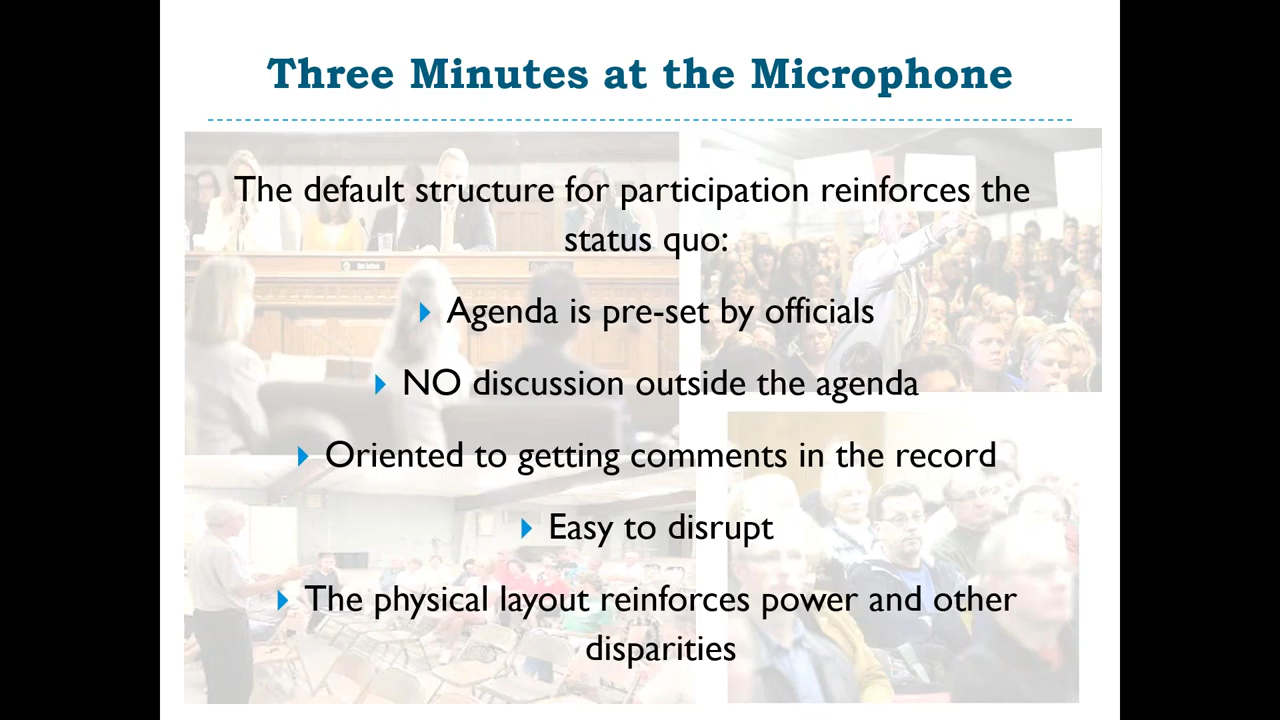 Three Minutes at the Microphone
The default structure for participation reinforces the
status quo:
Agenda is pre-set by officials
NO discussion outside the agenda
Oriented to getting comments in the record
Easy to disrupt
The physical layout reinforces power and other
disparities